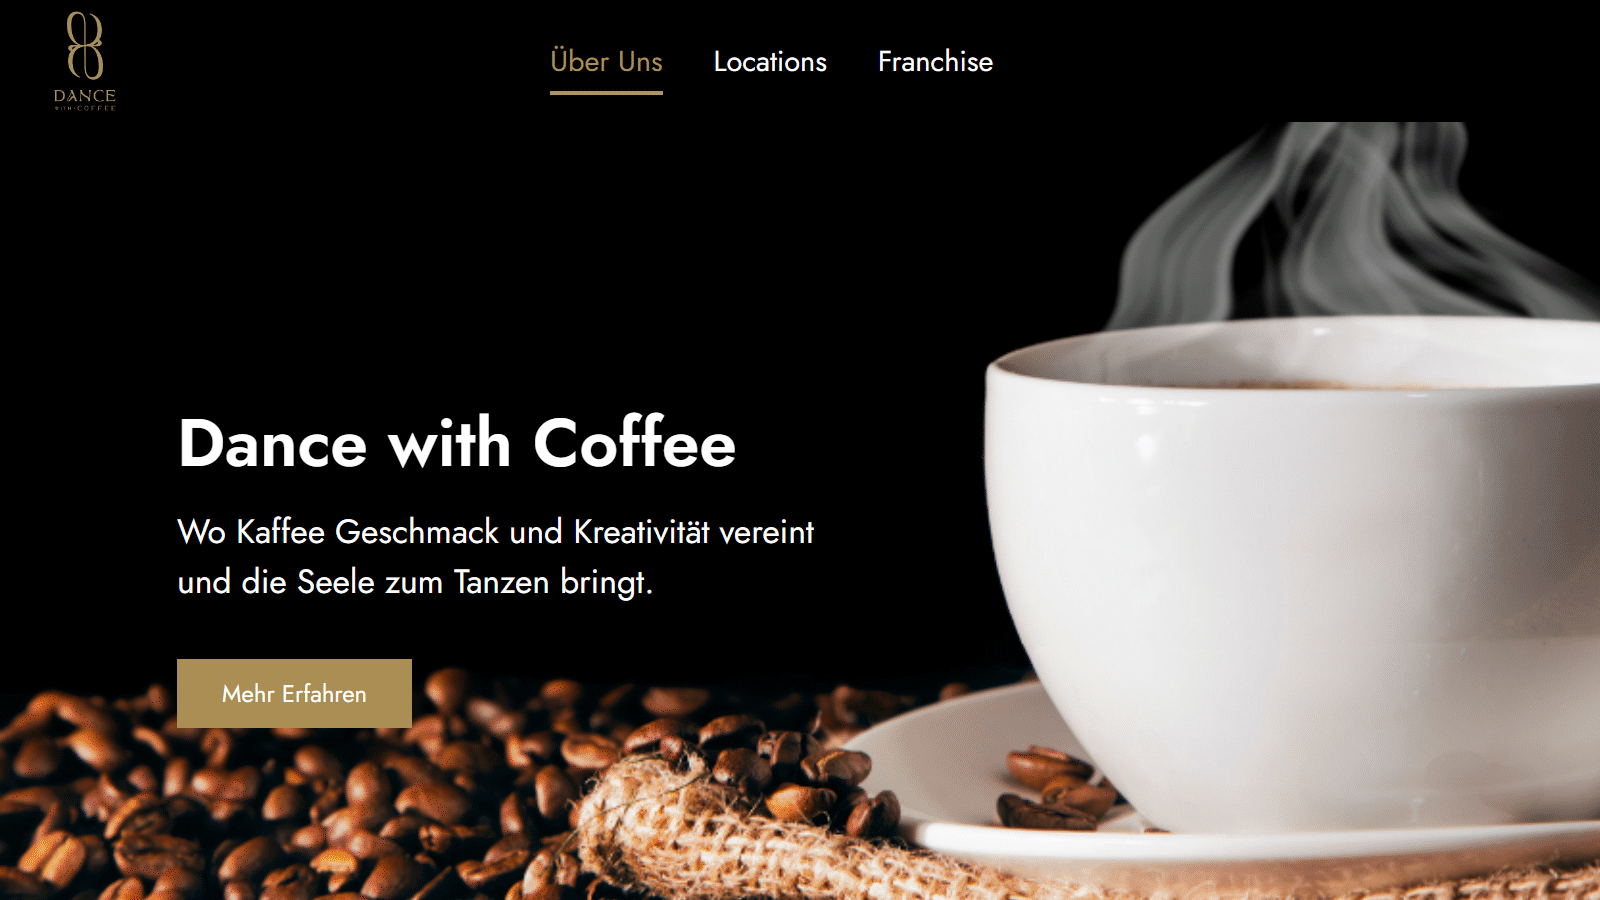 DANCE
WITH•COFFEE
Über Uns
Locations
Franchise
Dance with Coffee
Wo Kaffee Geschmack und Kreativität vereint
und die Seele zum Tanzen bringt.
Mehr Erfahren